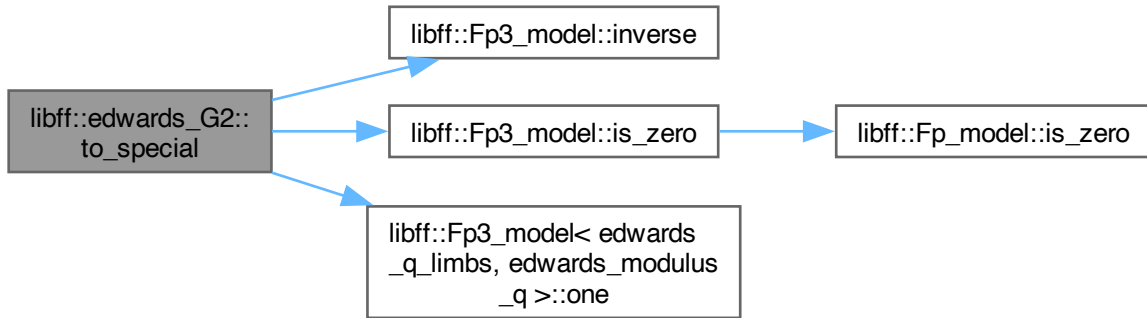 libff::Fp3_model::inverse
libff::edwards_G2::
to_special
libff::Fp3_model::is_zero
libff::Fp_model::is_zero
libff::Fp3_model< edwards
_q_limbs, edwards_modulus
_q >::one